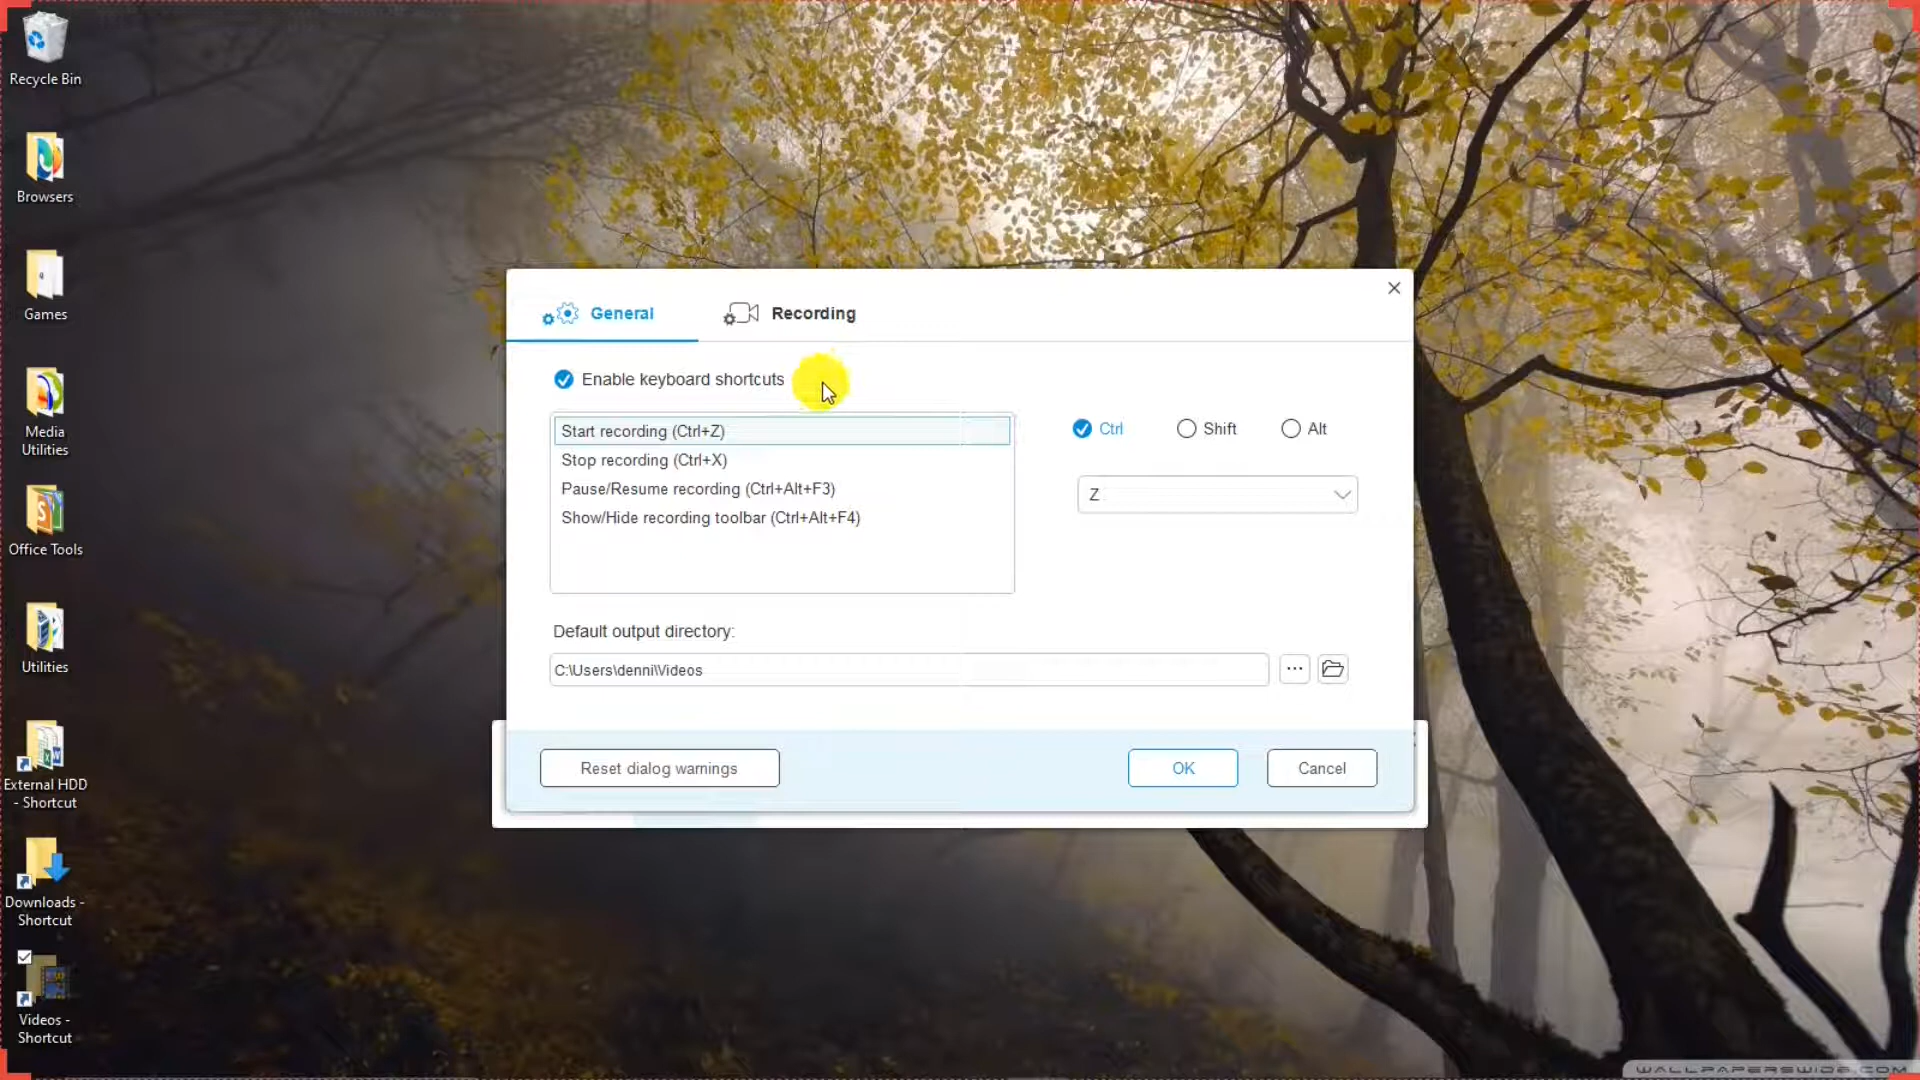 Recycle Bin
Browsers
Games
Media
Utilities
Office Tools
Utilities
External HDD
- Shortcut
Downloads -
Shortcut
Videos -
Shortcut
General
Recording
Enable keyboard shortcuts
Start recording (Ctrl+Z)
Stop recording (Ctrl+X)
Pause/Resume recording (Ctrl+Alt+F3)
Show/Hide recording toolbar (Ctrl+Alt+F4)
Ctrl
Shift
Alt
Z
Default output directory:
C:\Users\denni\Videos
Reset dialog warnings
OK
Cancel
WALLPAPERSWIDE.COM